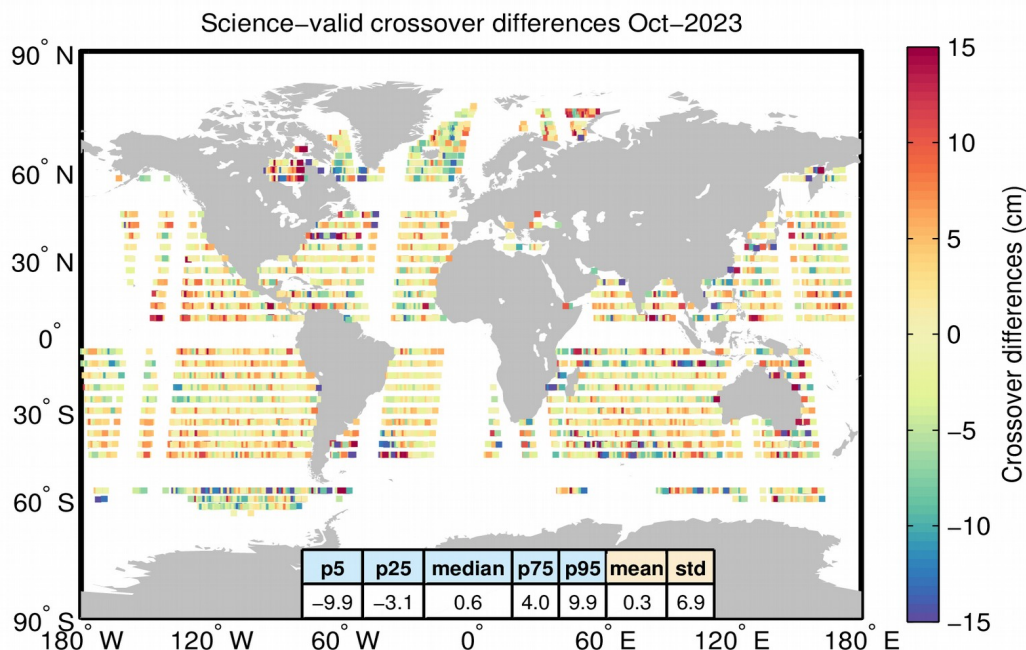 Science−valid crossover differences Oct−2023
90° N
60° N
30° N
0°
30° S
60° S
90° S
180° W 120° W 60° W 0° 60° E 120° E 180° E
p5 p25 median p75 p95 mean std
−9.9 −3.1 0.6 4.0 9.9 0.3 6.9
15
10
5
0
−5
−10
−15
Crossover differences (cm)